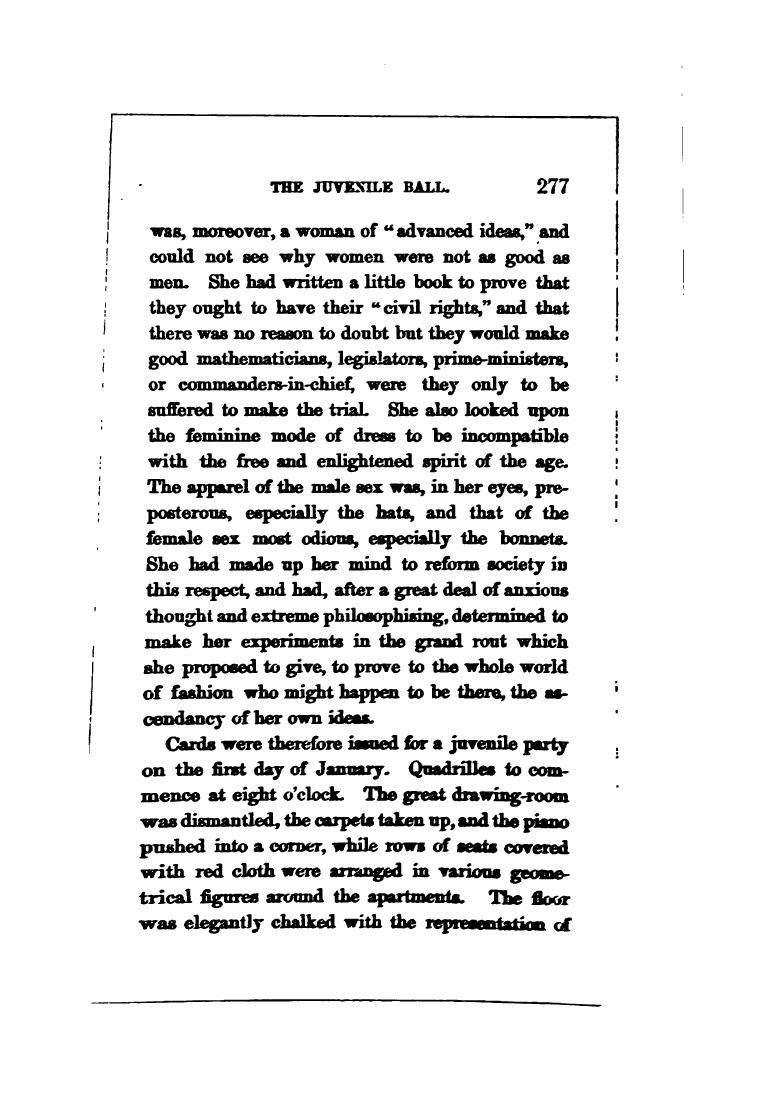 THE JUVENILE BALL. 277
was, moreover, a woman of “advanced ideas,” and
could not see why women were not as good as
men. She had written a little book to prove that
they ought to have their “civil rights,” and that
there was no reason to doubt but they would make
good mathematicians, legislators, prime-ministers,
or commanders-in-chief, were they only to be
suffered to make the trial. She also looked upon
the feminine mode of dress to be incompatible
with the free and enlightened spirit of the age.
The apparel of the male sex was, in her eyes, pre-
posterous, especially the hats, and that of the
female sex most odious, especially the bonnets.
She had made up her mind to reform society in
this respect, and had, after a great deal of anxious
thought and extreme philosophising, determined to
make her experiments in the grand rout which
she proposed to give, to prove to the whole world
of fashion who might happen to be there, the as-
cendancy of her own ideas.
Cards were therefore issued for a juvenile party
on the first day of January. Quadrilles to com-
mence at eight o’clock. The great drawing-room
was dismantled, the carpets taken up, and the piano
pushed into a corner, while rows of seats covered
with red cloth were arranged in various geome-
trical figures around the apartments. The floor
was elegantly chalked with the representation of